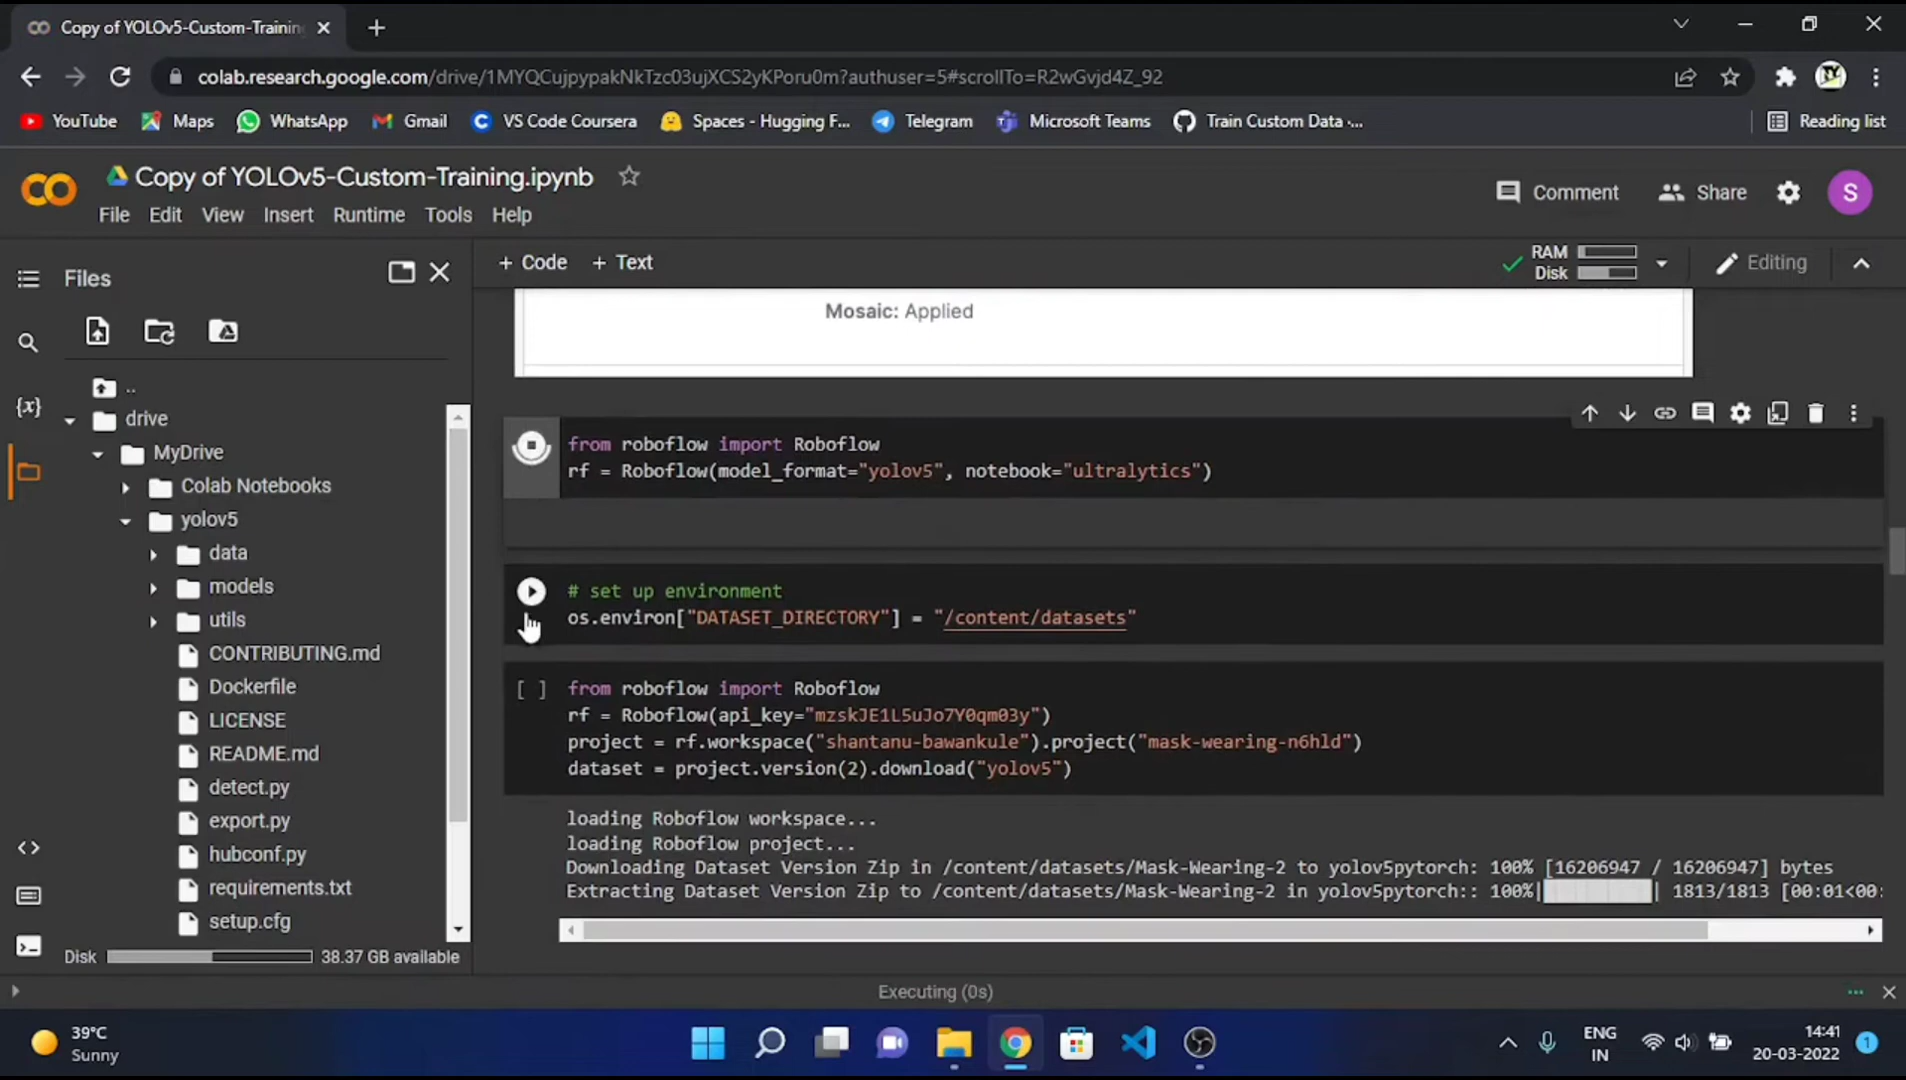 Copy of YOLOv5-Custom-Training
colab.research.google.com/drive/1MYQCujpypakNkTzc03ujXCS2yKPoru0m?authuser=5#scrollTo=R2wGvjd4Z_92
YouTube Maps WhatsApp Gmail VS Code Coursera Spaces - Hugging F... Telegram Microsoft Teams Train Custom Data ·... Reading list
Copy of YOLOv5-Custom-Training.ipynb
Comment Share S
File Edit View Insert Runtime Tools Help
Files
+ Code + Text
RAM
Disk
Editing
..
drive
MyDrive
Colab Notebooks
yolov5
data
models
utils
CONTRIBUTING.md
Dockerfile
LICENSE
README.md
detect.py
export.py
hubconf.py
requirements.txt
setup.cfg
Disk 38.37 GB available
Mosaic: Applied
from roboflow import Roboflow
rf = Roboflow(model_format="yolov5", notebook="ultralytics")
# set up environment
os.environ["DATASET_DIRECTORY"] = "/content/datasets"
[ ] from roboflow import Roboflow
rf = Roboflow(api_key="mzskJE1L5uJo7Y0qm03y")
project = rf.workspace("shantanu-bawankule").project("mask-wearing-n6hld")
dataset = project.version(2).download("yolov5")
loading Roboflow workspace...
loading Roboflow project...
Downloading Dataset Version Zip in /content/datasets/Mask-Wearing-2 to yolov5pytorch: 100% [16206947 / 16206947] bytes
Extracting Dataset Version Zip to /content/datasets/Mask-Wearing-2 in yolov5pytorch:: 100%| | 1813/1813 [00:01<00:
Executing (0s)
39°C
Sunny
ENG
IN
14:41
20-03-2022
1